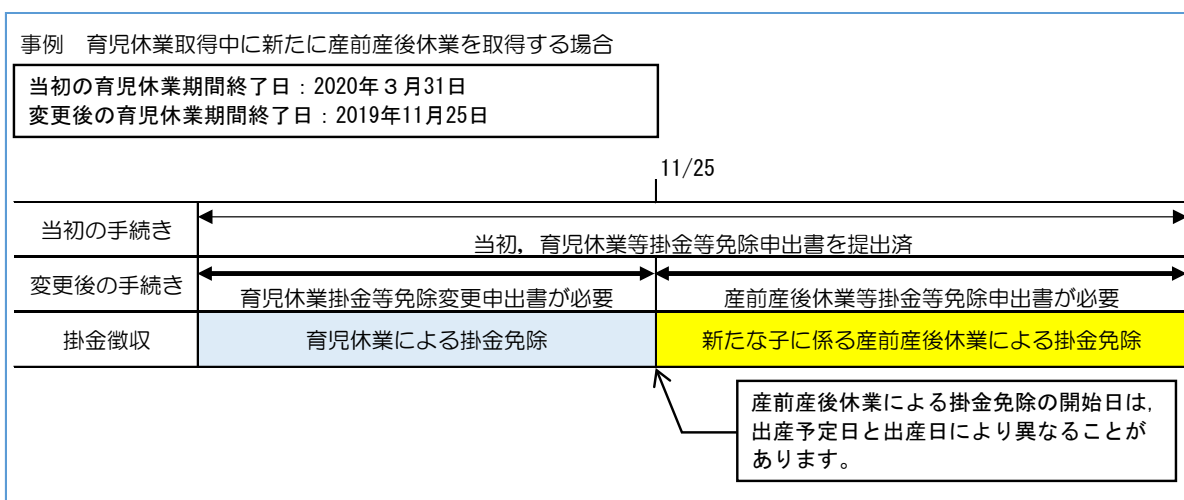 事例　育児休業取得中に新たに産前産後休業を取得する場合
当初の育児休業期間終了日：2020年３月31日
変更後の育児休業期間終了日：2019年11月25日
11/25
当初の手続き
当初，育児休業等掛金等免除申出書を提出済
変更後の手続き
育児休業掛金等免除変更申出書が必要
産前産後休業等掛金等免除申出書が必要
掛金徴収
育児休業による掛金免除
新たな子に係る産前産後休業による掛金免除
産前産後休業による掛金免除の開始日は，
出産予定日と出産日により異なることが
あります。